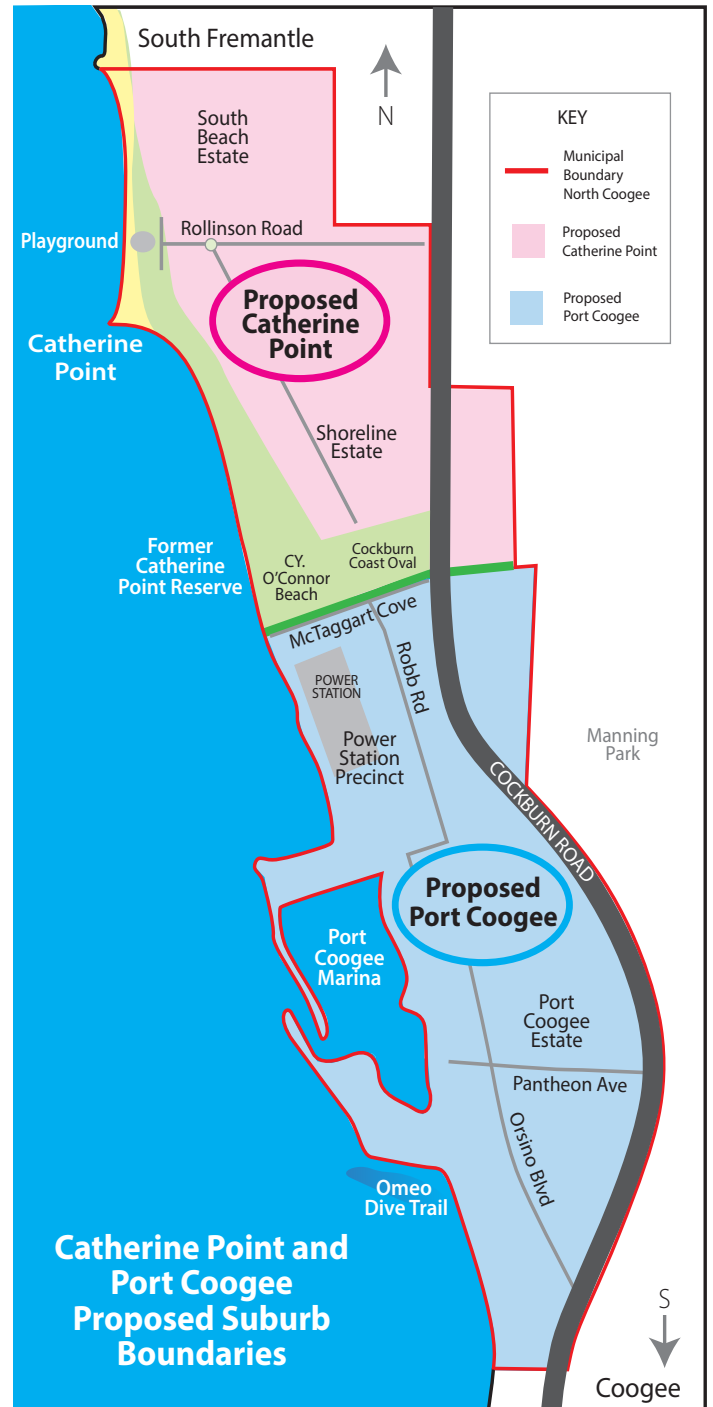 South Fremantle
N
KEY
Municipal
Boundary
North Coogee
Proposed
Catherine Point
Proposed
Port Coogee
South
Beach
Estate
Playground
Rollinson Road
Proposed
Catherine
Point
Catherine
Point
Shoreline
Estate
Former
Catherine
Point Reserve
CY.
O'Connor
Beach
Cockburn
Coast Oval
McTaggart Cove
Robb Rd
POWER
STATION
Power
Station
Precinct
Manning
Park
COCKBURN ROAD
Proposed
Port Coogee
Port
Coogee
Marina
Port
Coogee
Estate
Pantheon Ave
Orsino Blvd
Omeo
Dive Trail
Catherine Point and
Port Coogee
Proposed Suburb
Boundaries
S
Coogee